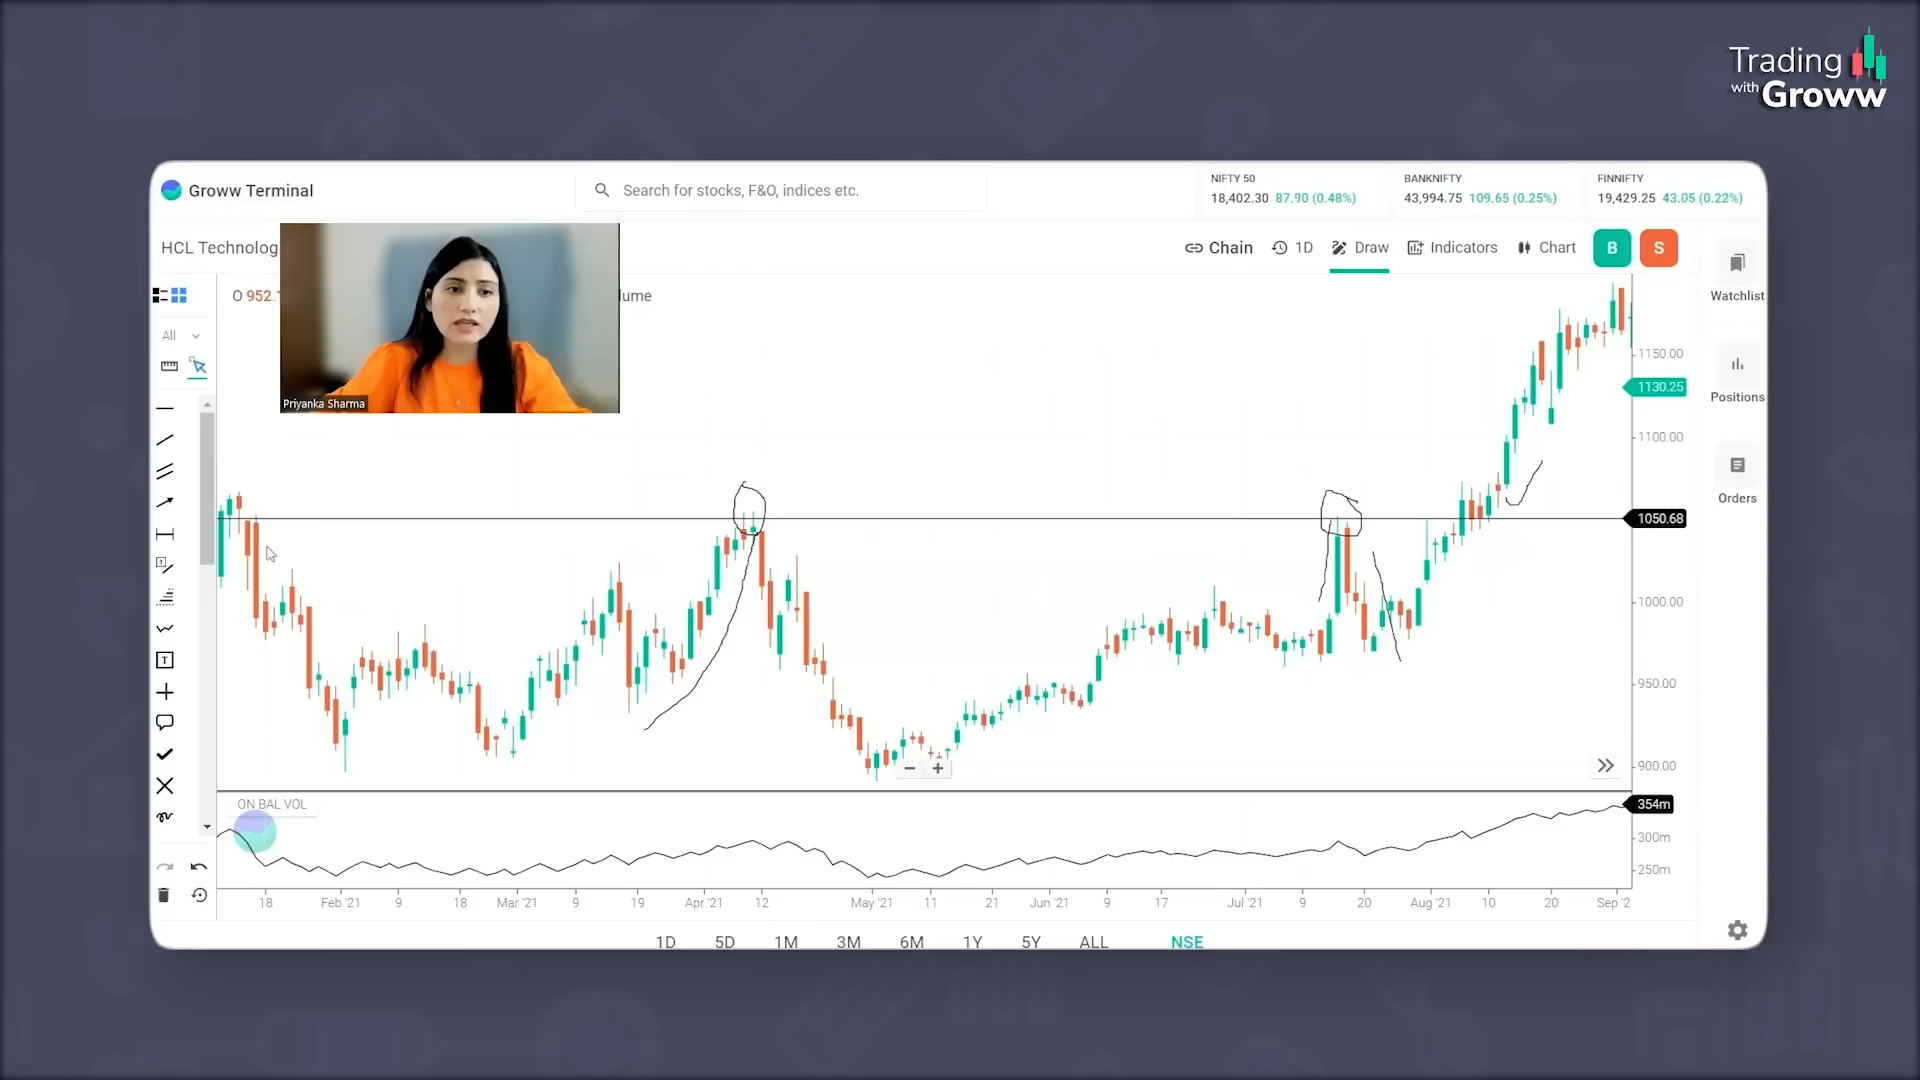 Trading
with Groww
Groww Terminal
Search for stocks, F&O, indices etc.
NIFTY 50
18,402.30 87.90 (0.48%)
BANKNIFTY
43,994.75 109.65 (0.25%)
FINNIFTY
19,429.25 43.05 (0.22%)
HCL Technolog
Chain
1D
Draw
Indicators
Chart
B
S
Watchlist
Positions
Orders
O 952.
lume
All
Priyanka Sharma
T
1150.00
1130.25
1100.00
1050.68
1000.00
950.00
900.00
ON BAL VOL
354m
300m
250m
18 Feb '21 9 18 Mar '21 9 19 Apr '21 12 May '21 11 21 Jun '21 9 17 Jul '21 9 20 Aug '21 10 20 Sep '2
1D 5D 1M 3M 6M 1Y 5Y ALL NSE